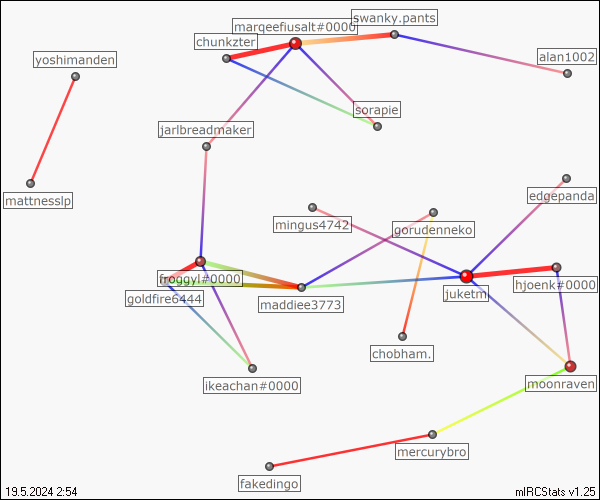 swanky.pants
marqeefiusalt#0000
chunkzter
alan1002
yoshimanden
sorapie
jarlbreadmaker
edgepanda
mattnesslp
mingus4742
gorudenneko
froggyl#0000
hjoenk#0000
juketm
goldfire6444
maddiee3773
chobham.
ikeachan#0000
moonraven
mercurybro
fakedingo
19.5.2024 2:54
mIRCStats v1.25